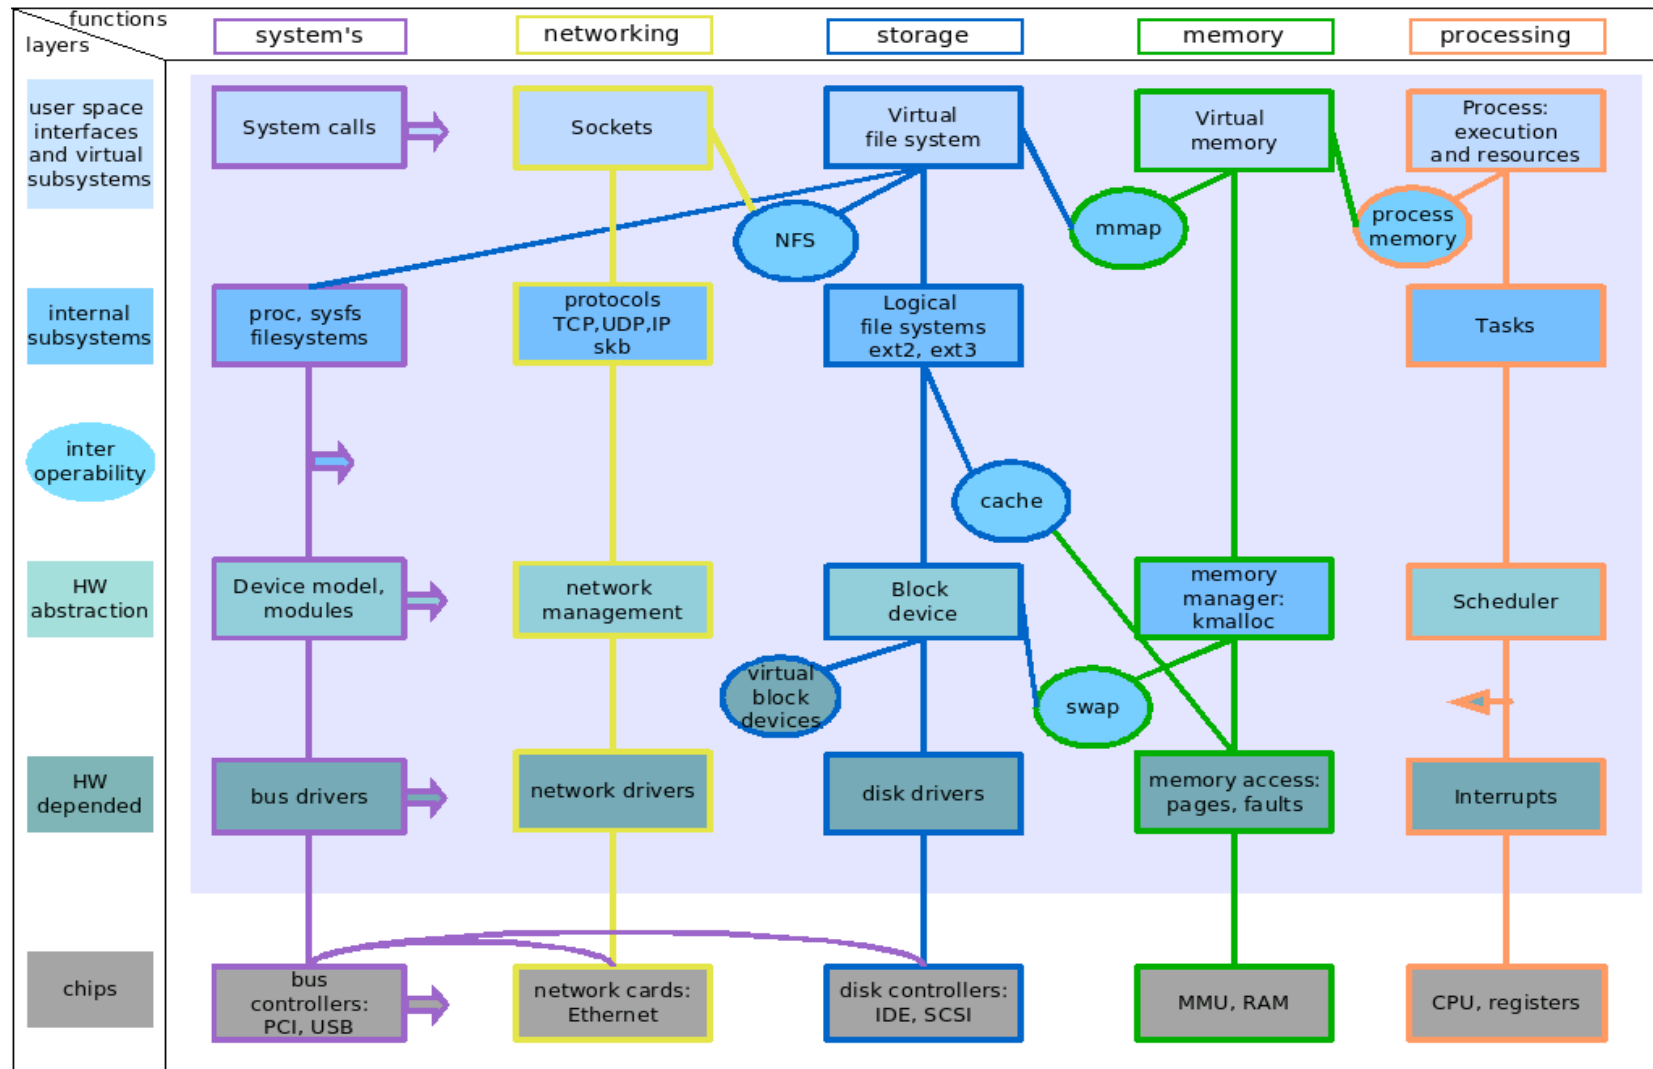 functions
layers
system's
networking
storage
memory
processing
user space
interfaces
and virtual
subsystems
System calls
Sockets
Virtual
file system
Virtual
memory
Process:
execution
and resources
NFS
mmap
process
memory
internal
subsystems
proc, sysfs
filesystems
protocols
TCP,UDP,IP
skb
Logical
file systems
ext2, ext3
Tasks
inter
operability
cache
HW
abstraction
Device model,
modules
network
management
Block
device
memory
manager:
kmalloc
Scheduler
virtual
block
devices
swap
HW
depended
bus drivers
network drivers
disk drivers
memory access:
pages, faults
Interrupts
chips
bus
controllers:
PCI, USB
network cards:
Ethernet
disk controllers:
IDE, SCSI
MMU, RAM
CPU, registers